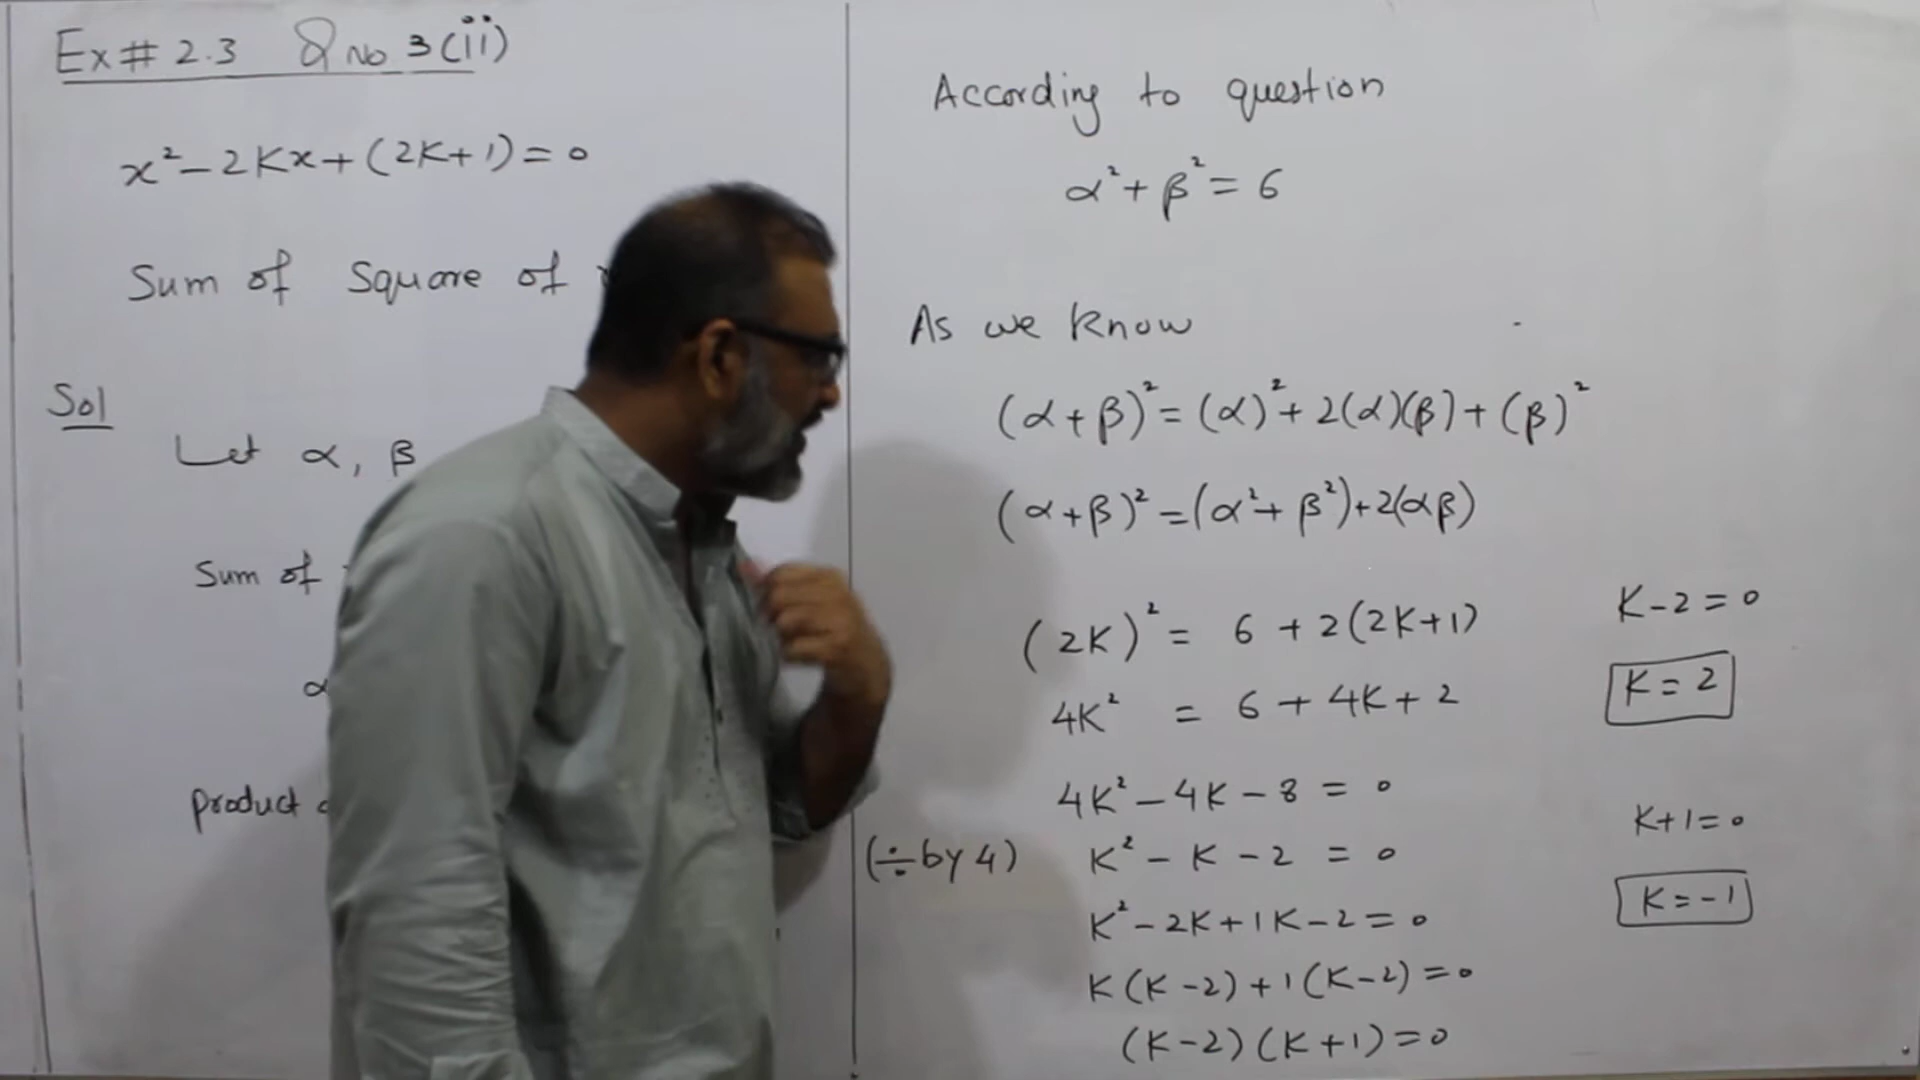 Ex# 2.3 Q No 3(ii)
x² - 2Kx + (2K+1) = 0
Sum of Square of
Sol
Let α, β
Sum of
α
product
According to question
α² + β² = 6
As we know
(α + β)² = (α)² + 2(α)(β) + (β)²
(α + β)² = (α² + β²) + 2(αβ)
(2K)² = 6 + 2(2K+1)
4K² = 6 + 4K + 2
4K² - 4K - 8 = 0
(÷ by 4) K² - K - 2 = 0
K² - 2K + 1K - 2 = 0
K(K - 2) + 1(K - 2) = 0
(K - 2)(K + 1) = 0
K - 2 = 0
K = 2
K + 1 = 0
K = -1